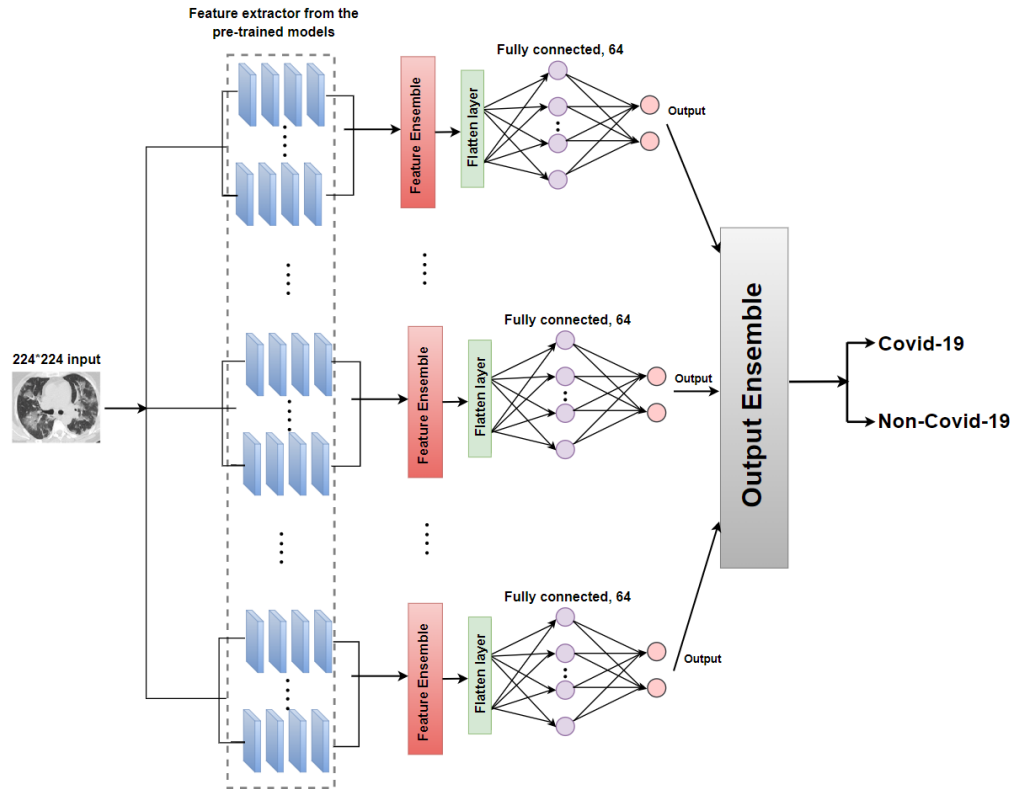 Feature extractor from the
pre-trained models
Fully connected, 64
Feature Ensemble
Flatten layer
Output
224*224 input
Fully connected, 64
Feature Ensemble
Flatten layer
Output
Output Ensemble
Covid-19
Non-Covid-19
Fully connected, 64
Feature Ensemble
Flatten layer
Output